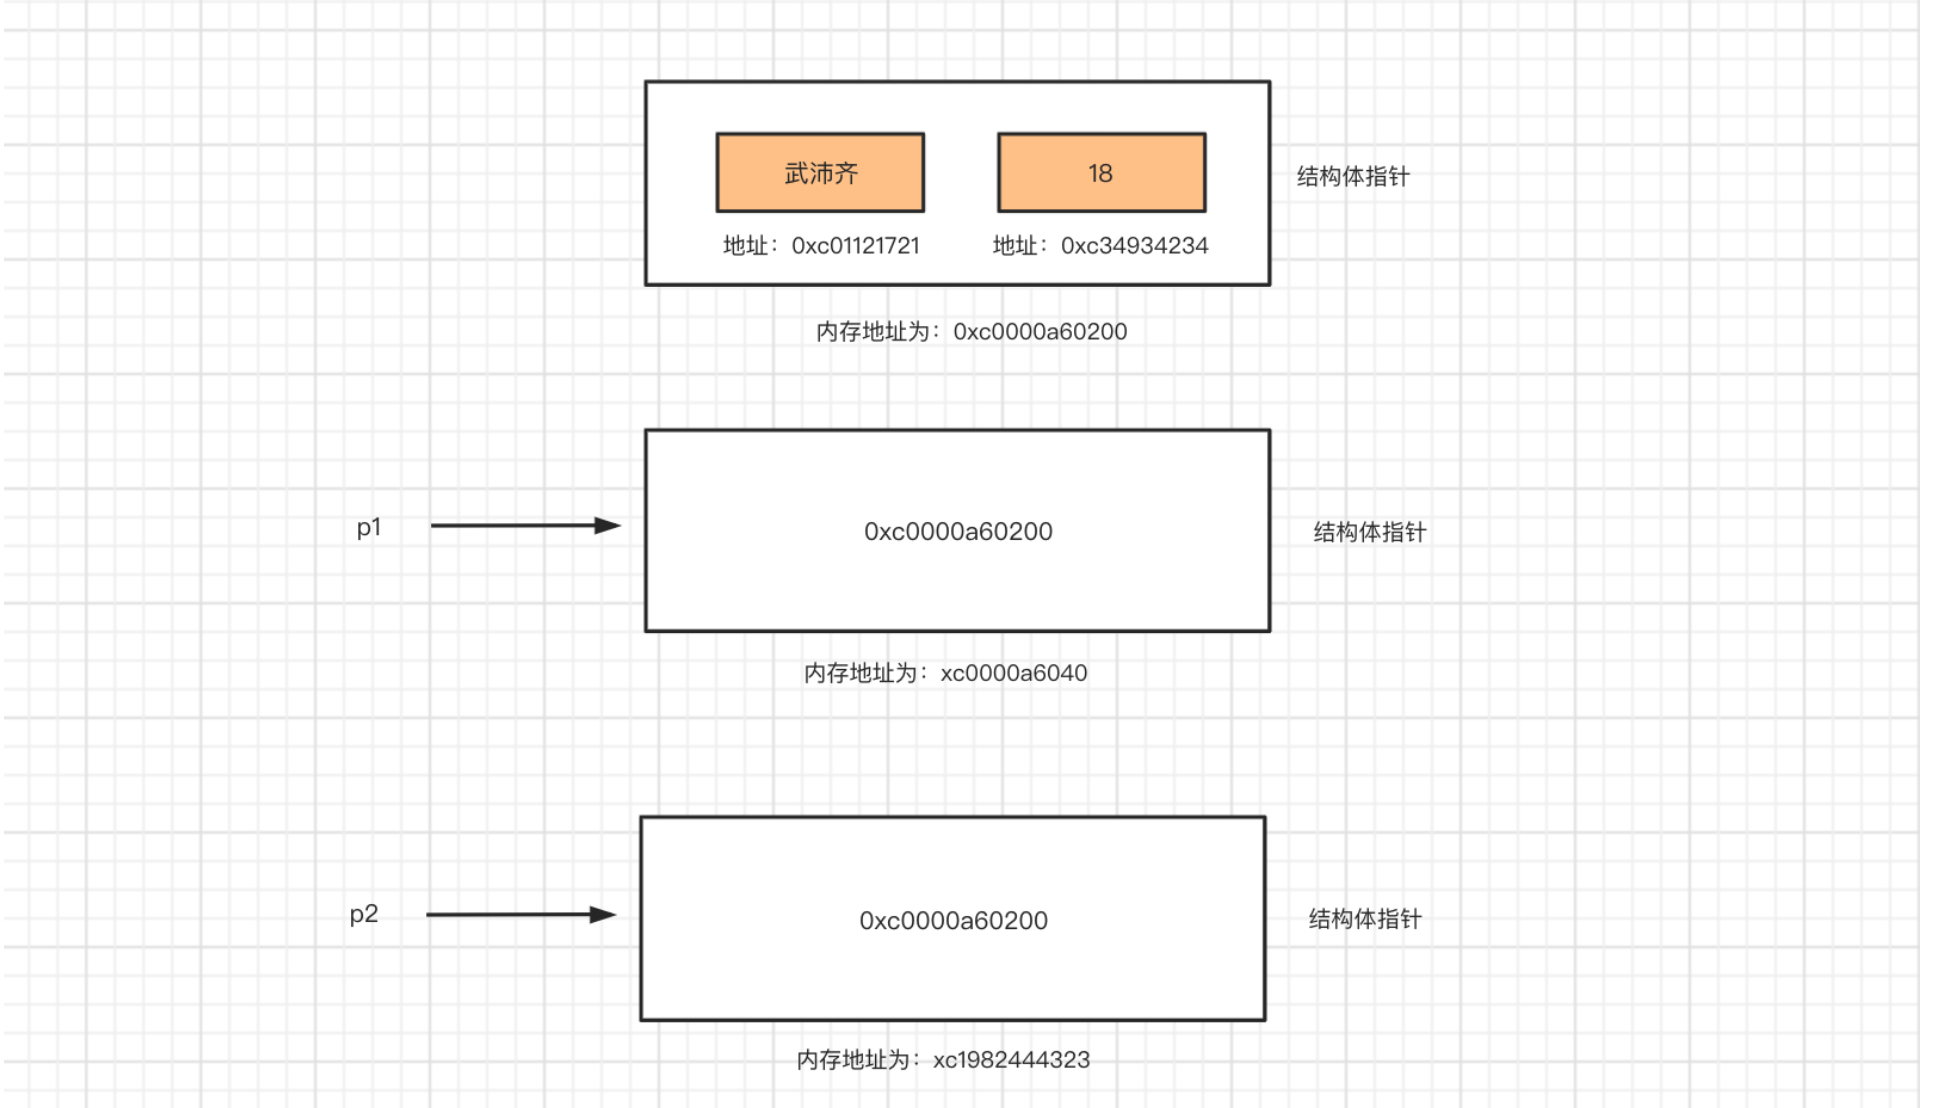 武沛齐
18
结构体指针
地址：0xc01121721
地址：0xc34934234
内存地址为：0xc0000a60200
p1
0xc0000a60200
结构体指针
内存地址为：xc0000a6040
p2
0xc0000a60200
结构体指针
内存地址为：xc1982444323